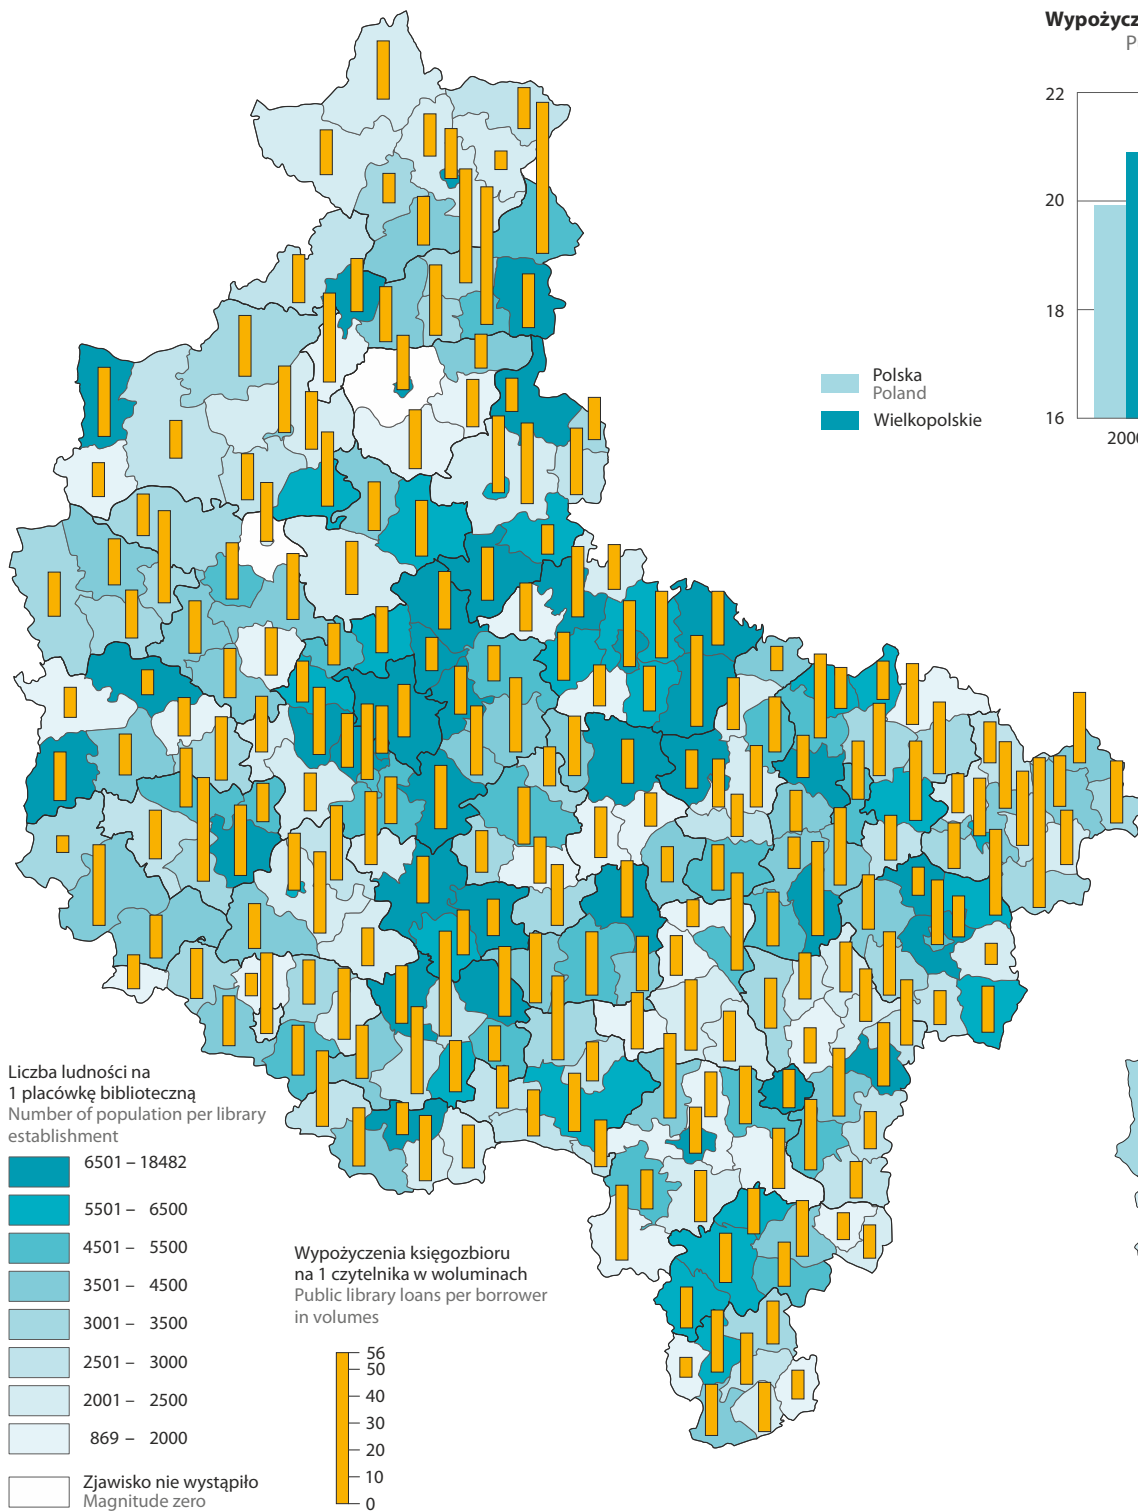 Wypożycz
P
22
20
18
16
200
Polska
Poland
Wielkopolskie
Liczba ludności na
1 placówkę biblioteczną
Number of population per library
establishment
6501 – 18482
5501 – 6500
4501 – 5500
3501 – 4500
3001 – 3500
2501 – 3000
2001 – 2500
869 – 2000
Zjawisko nie wystąpiło
Magnitude zero
Wypożyczenia księgozbioru
na 1 czytelnika w woluminach
Public library loans per borrower
in volumes
56
50
40
30
20
10
0